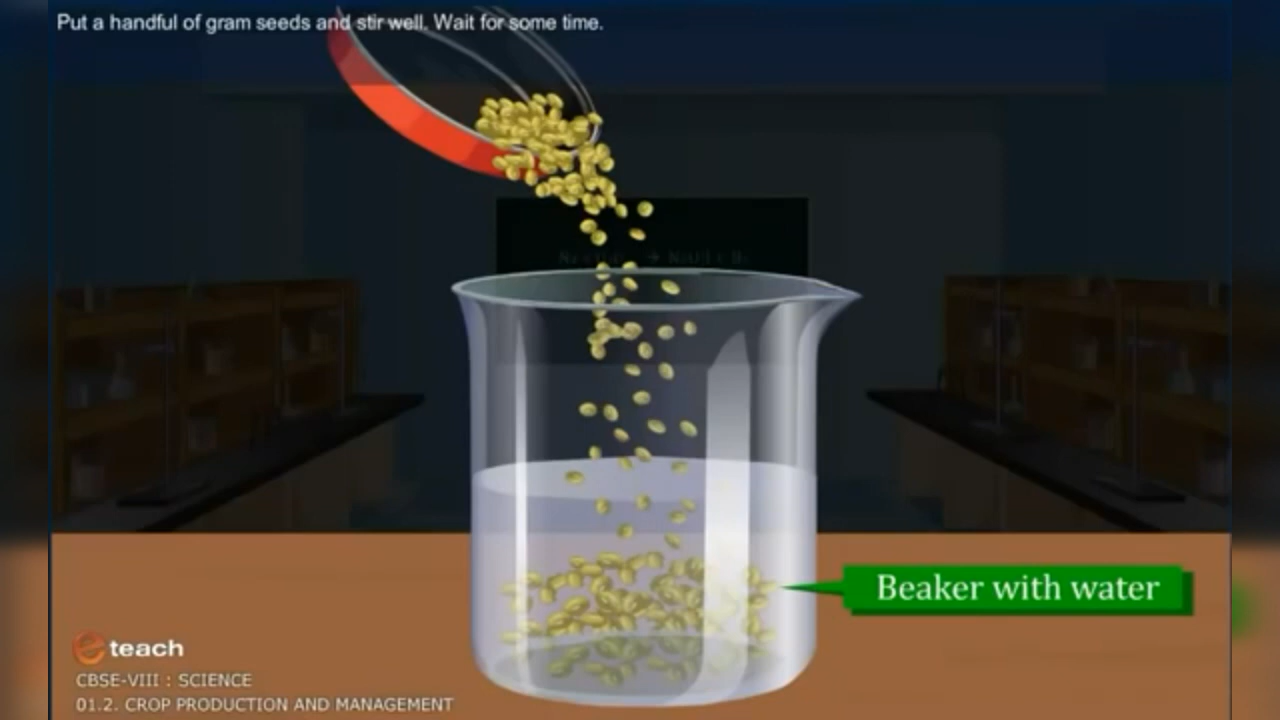 Put a handful of gram seeds and stir well. Wait for some time.
Beaker with water
e teach
CBSE-VIII : SCIENCE
01.2. CROP PRODUCTION AND MANAGEMENT